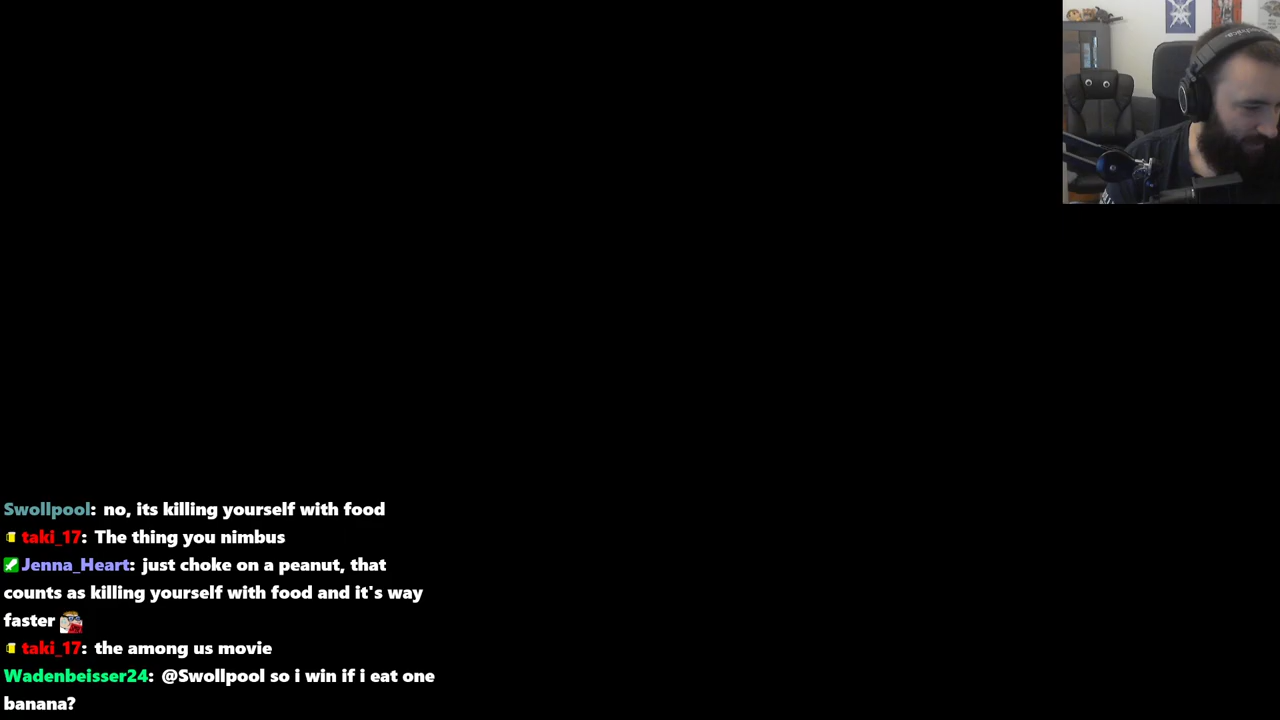 Swollpool: no, its killing yourself with food
taki_17: The thing you nimbus
Jenna_Heart: just choke on a peanut, that
counts as killing yourself with food and it's way
faster
taki_17: the among us movie
Wadenbeisser24: @Swollpool so i win if i eat one
banana?